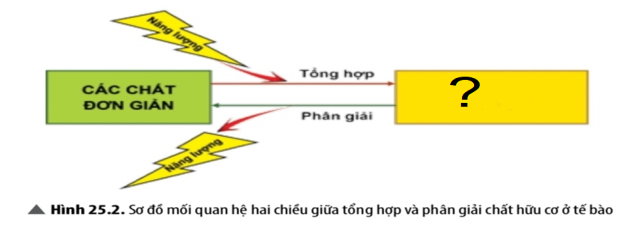 Năng lượng
Tổng hợp
CÁC CHẤT
ĐƠN GIẢN
?
Phân giải
Năng lượng
▲ Hình 25.2. Sơ đồ mối quan hệ hai chiều giữa tổng hợp và phân giải chất hữu cơ ở tế bào